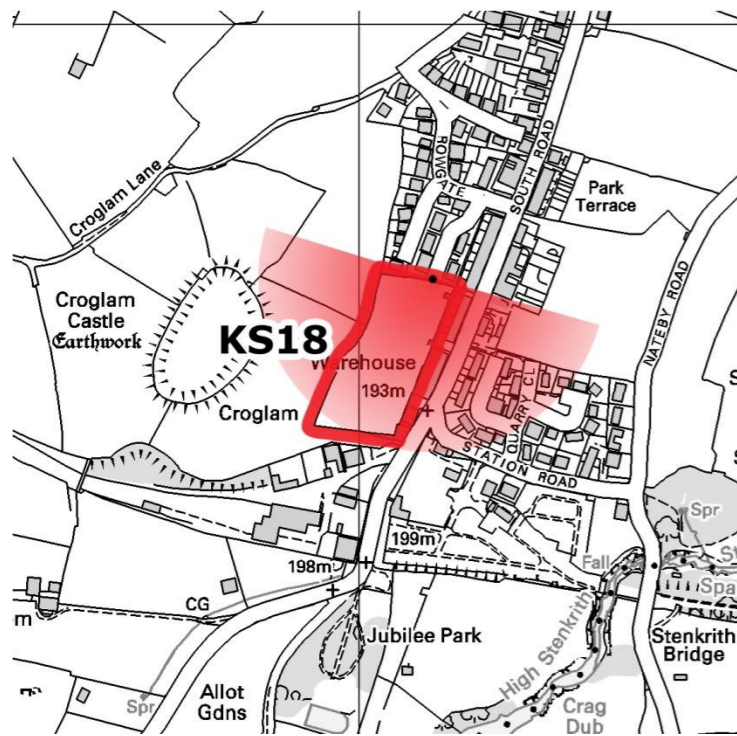 Croglam Lane
ROWGATE
SOUTH ROAD
Park
Terrace
NATEBY ROAD
Croglam
Castle
Earthwork
KS18
Warehouse
193m
Croglam
QUARRY CL
STATION ROAD
Spr
199m
198m
Fall
CG
m
Jubilee Park
High Stenkrith
Spa
Stenkrith
Bridge
Spr
Allot
Gdns
Crag
Dub